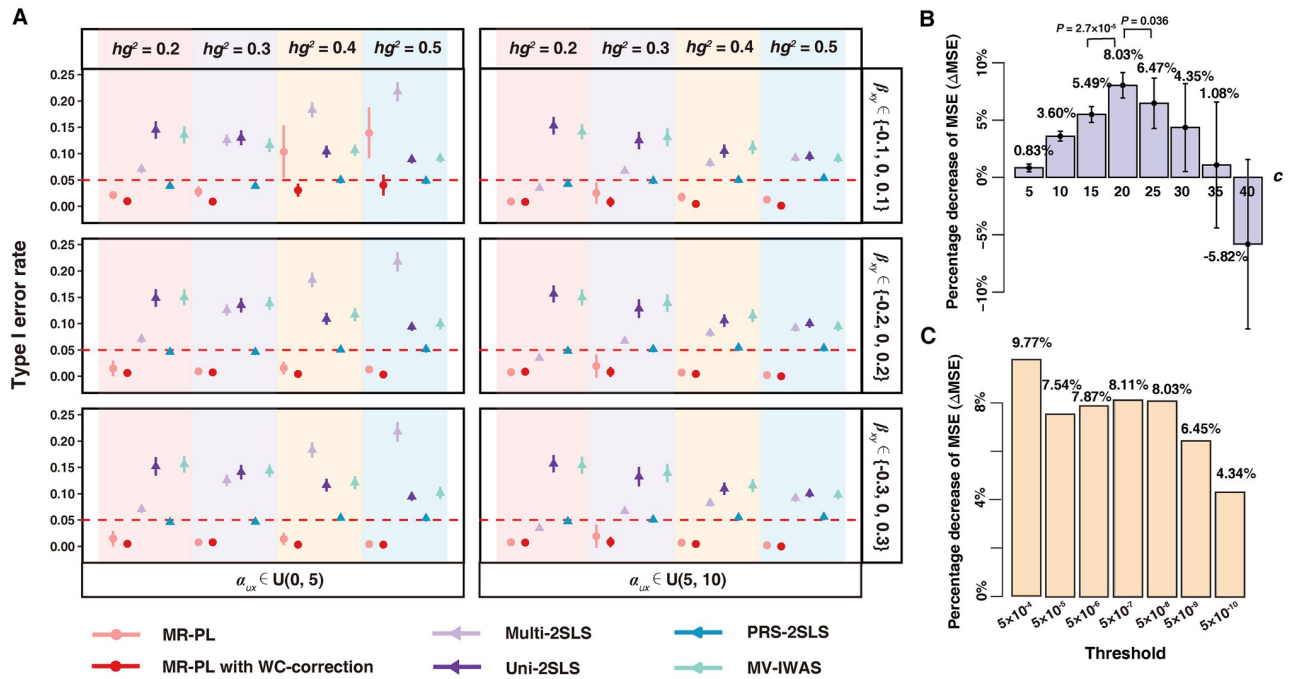 A
hg² = 0.2 hg² = 0.3 hg² = 0.4 hg² = 0.5
hg² = 0.2 hg² = 0.3 hg² = 0.4 hg² = 0.5
Type I error rate
0.25
0.20
0.15
0.10
0.05
0.00
β_xy ∈ {-0.1, 0, 0.1}
0.25
0.20
0.15
0.10
0.05
0.00
β_xy ∈ {-0.2, 0, 0.2}
0.25
0.20
0.15
0.10
0.05
0.00
β_xy ∈ {-0.3, 0, 0.3}
α_ux ∈ U(0, 5)
α_ux ∈ U(5, 10)
MR-PL
Multi-2SLS
PRS-2SLS
MR-PL with WC-correction
Uni-2SLS
MV-IWAS
B
Percentage decrease of MSE (ΔMSE)
10%
5%
0%
−5%
−10%
P = 2.7×10⁻⁵
P = 0.036
0.83%
3.60%
5.49%
8.03%
6.47%
4.35%
1.08%
-5.82%
5 10 15 20 25 30 35 40
c
C
Percentage decrease of MSE (ΔMSE)
8%
4%
0%
9.77%
7.54%
7.87%
8.11%
8.03%
6.45%
4.34%
5×10⁻⁴ 5×10⁻⁵ 5×10⁻⁶ 5×10⁻⁷ 5×10⁻⁸ 5×10⁻⁹ 5×10⁻¹⁰
Threshold